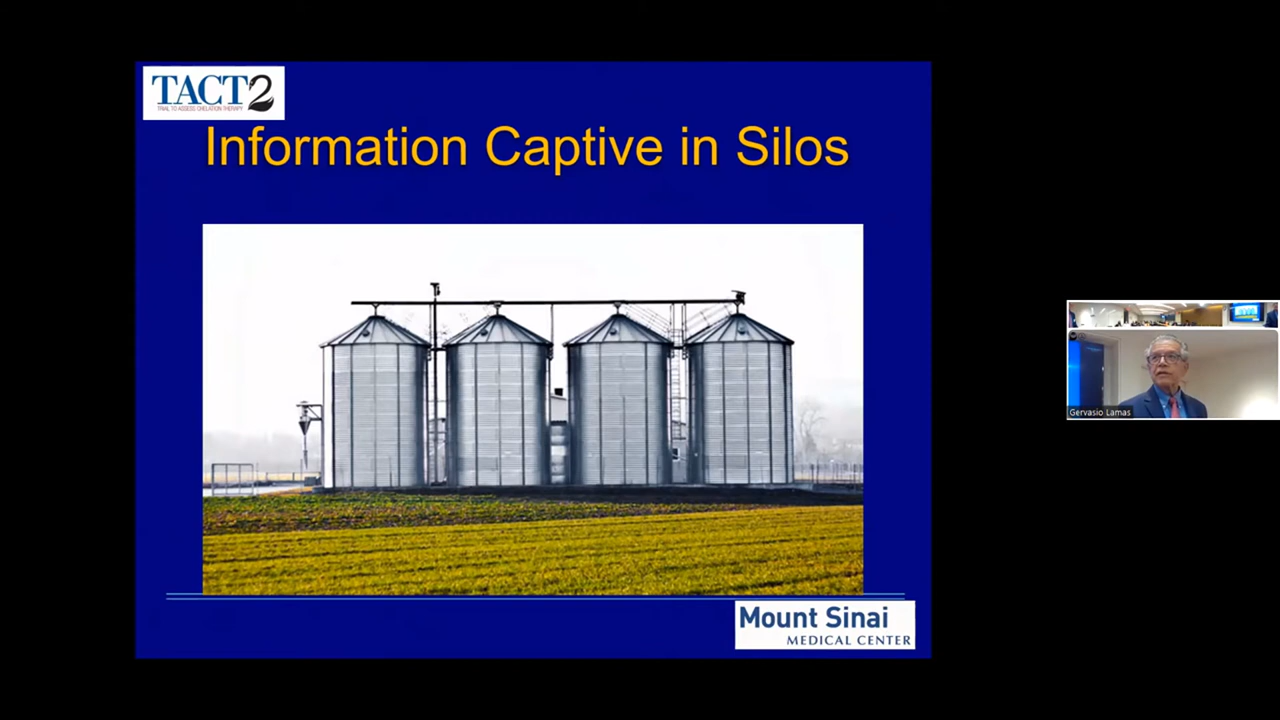 TACT2
TRIAL TO ASSESS CHELATION THERAPY
Information Captive in Silos
Gervasio Lamas
Mount Sinai
MEDICAL CENTER